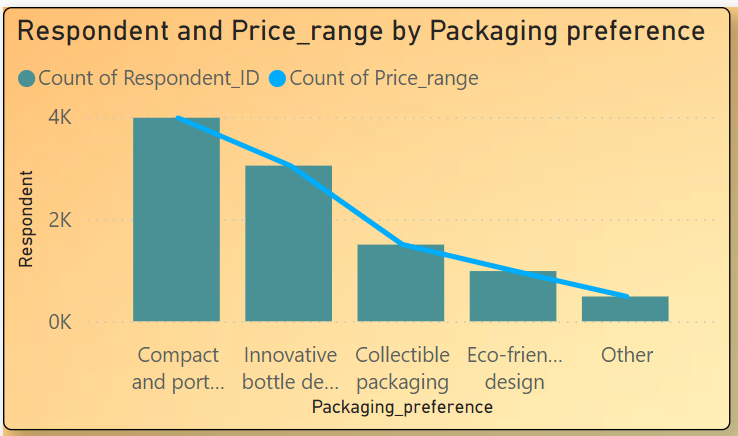 Respondent and Price_range by Packaging preference
Count of Respondent_ID Count of Price_range
4K
2K
0K
Respondent
Compact
and port...
Innovative
bottle de...
Collectible
packaging
Eco-frien...
design
Other
Packaging_preference